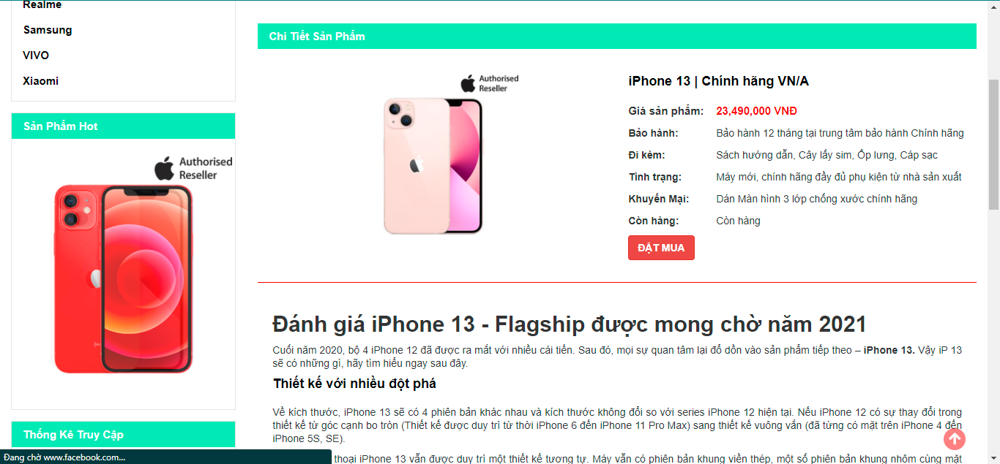 Realme
Samsung
VIVO
Xiaomi
Sản Phẩm Hot
Authorised
Reseller
Thống Kê Truy Cập
Đang chờ www.facebook.com...
Chi Tiết Sản Phẩm
Authorised
Reseller
iPhone 13 | Chính hãng VN/A
Giá sản phẩm: 23,490,000 VNĐ
Bảo hành: Bảo hành 12 tháng tại trung tâm bảo hành Chính hãng
Đi kèm: Sách hướng dẫn, Cây lấy sim, Ốp lưng, Cáp sạc
Tình trạng: Máy mới, chính hãng đầy đủ phụ kiện từ nhà sản xuất
Khuyến Mại: Dán Màn hình 3 lớp chống xước chính hãng
Còn hàng: Còn hàng
ĐẶT MUA
Đánh giá iPhone 13 - Flagship được mong chờ năm 2021
Cuối năm 2020, bộ 4 iPhone 12 đã được ra mắt với nhiều cái tiến. Sau đó, mọi sự quan tâm lại đổ dồn vào sản phẩm tiếp theo – iPhone 13. Vậy iP 13
sẽ có những gì, hãy tìm hiểu ngay sau đây.
Thiết kế với nhiều đột phá
Về kích thước, iPhone 13 sẽ có 4 phiên bản khác nhau và kích thước không đổi so với series iPhone 12 hiện tại. Nếu iPhone 12 có sự thay đổi trong
thiết kế từ góc cạnh bo tròn (Thiết kế được duy trì từ thời iPhone 6 đến iPhone 11 Pro Max) sang thiết kế vuông vắn (đã từng có mặt trên iPhone 4 đến
iPhone 5S, SE).
thoại iPhone 13 vẫn được duy trì một thiết kế tương tự. Máy vẫn có phiên bản khung viền thép, một số phiên bản khung nhôm cùng mặt